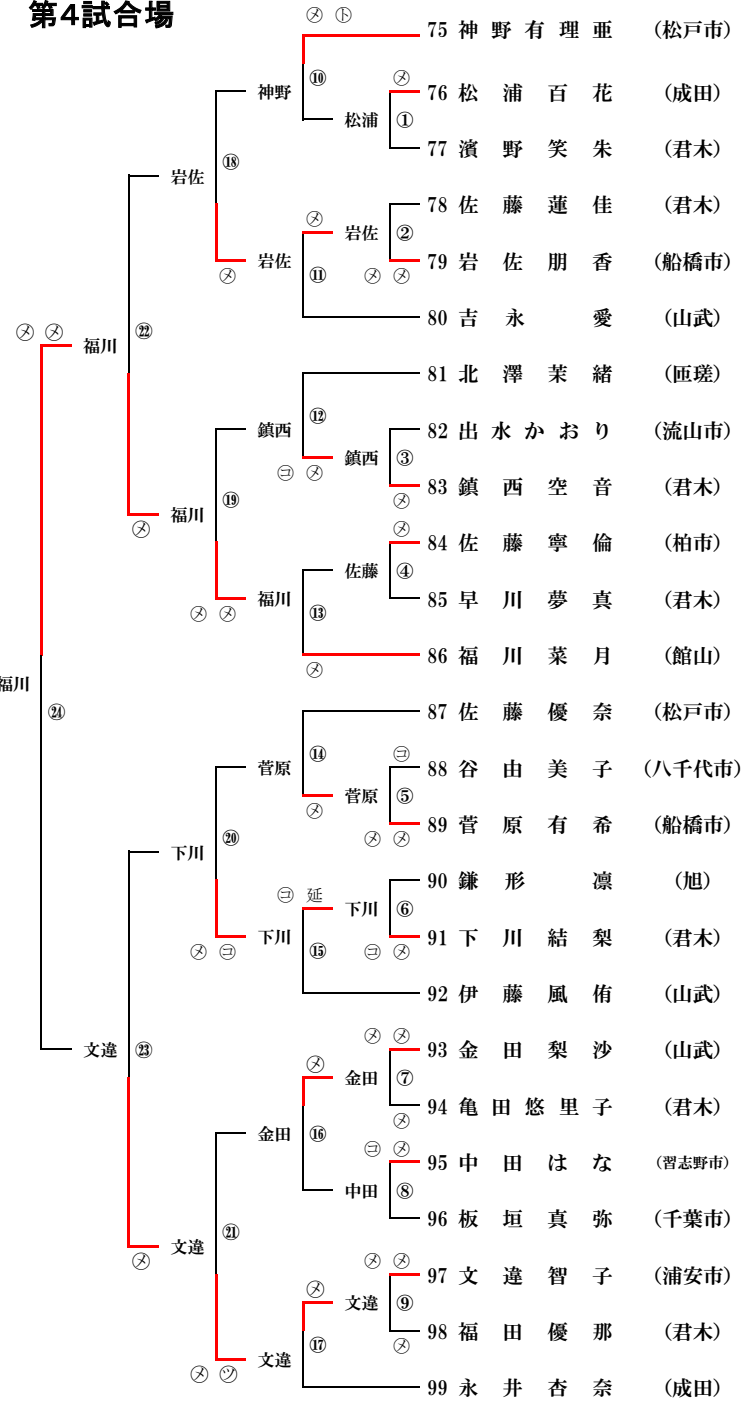 第4試合場
㋱ ㋣
75 神野有理亜 (松戸市)
神野 ⑩ ㋱
76 松浦百花 (成田)
松浦 ①
77 濱野笑朱 (君木)
岩佐 ⑱
78 佐藤蓮佳 (君木)
㋱ 岩佐 ②
岩佐
79 岩佐朋香 (船橋市)
㋱ ⑪ ㋱ ㋱
80 吉永愛 (山武)
㋱ ㋱ 福川 ㉒
81 北澤茉緒 (匝瑳)
⑫
鎮西
82 出水かおり (流山市)
鎮西 ③
㋙ ㋱
83 鎮西空音 (君木)
⑲ ㋱
福川
㋱ ㋱
84 佐藤寧倫 (柏市)
佐藤 ④
福川
85 早川夢真 (君木)
㋱ ㋱ ⑬
86 福川菜月 (館山)
㋱
福川 ㉔
87 佐藤優奈 (松戸市)
⑭ ㋙
菅原
88 谷由美子 (八千代市)
菅原 ⑤
㋱
89 菅原有希 (船橋市)
⑳ ㋱ ㋱
下川
90 鎌形凛 (旭)
㋙ 延 下川 ⑥
下川
91 下川結梨 (君木)
㋱ ㋙ ⑮ ㋙ ㋱
92 伊藤風侑 (山武)
㋱ ㋱
文違 ㉓
93 金田梨沙 (山武)
㋱ 金田 ⑦
94 亀田悠里子 (君木)
㋱
金田 ⑯
㋙ ㋱
95 中田はな (習志野市)
中田 ⑧
96 板垣真弥 (千葉市)
㉑
文違
㋱ ㋱ ㋱
97 文違智子 (浦安市)
㋱ 文違 ⑨
98 福田優那 (君木)
⑰ ㋱
文違
㋱ ㋡
99 永井杏奈 (成田)